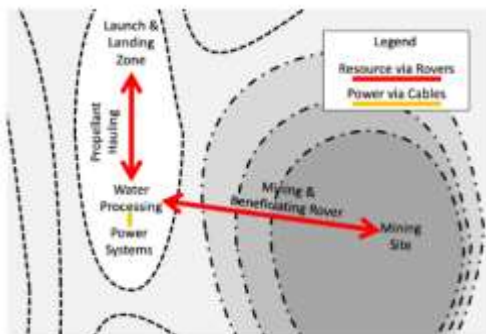 Launch &
Landing
Zone
Legend
Resource via Rovers
Power via Cables
Propellant
Hauling
Water
Processing
Power
Systems
Mining &
Beneficiating Rover
Mining
Site